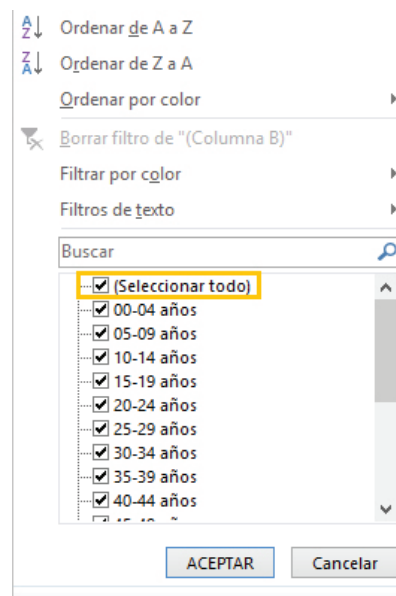 Ordenar de A a Z
Ordenar de Z a A
Ordenar por color
Borrar filtro de "(Columna B)"
Filtrar por color
Filtros de texto
Buscar
(Seleccionar todo)
00-04 años
05-09 años
10-14 años
15-19 años
20-24 años
25-29 años
30-34 años
35-39 años
40-44 años
ACEPTAR
Cancelar